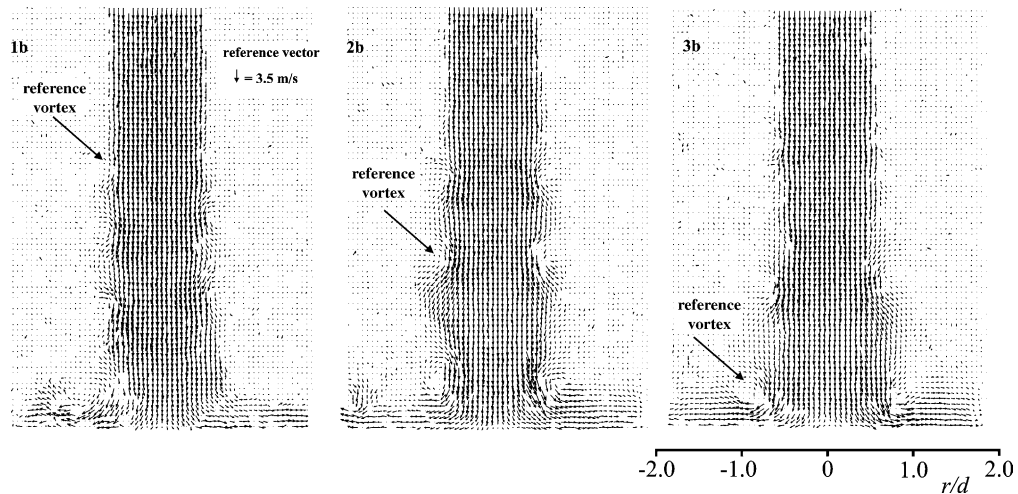 1b
reference vector
↓ = 3.5 m/s
reference
vortex
2b
reference
vortex
3b
reference
vortex
-2.0 -1.0 0 1.0 2.0
r/d